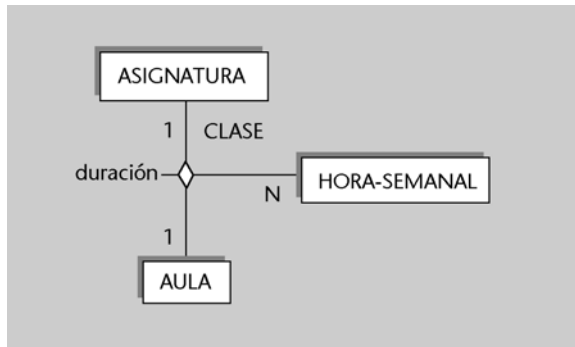 ASIGNATURA
1 CLASE
duración
HORA-SEMANAL
N
1
AULA